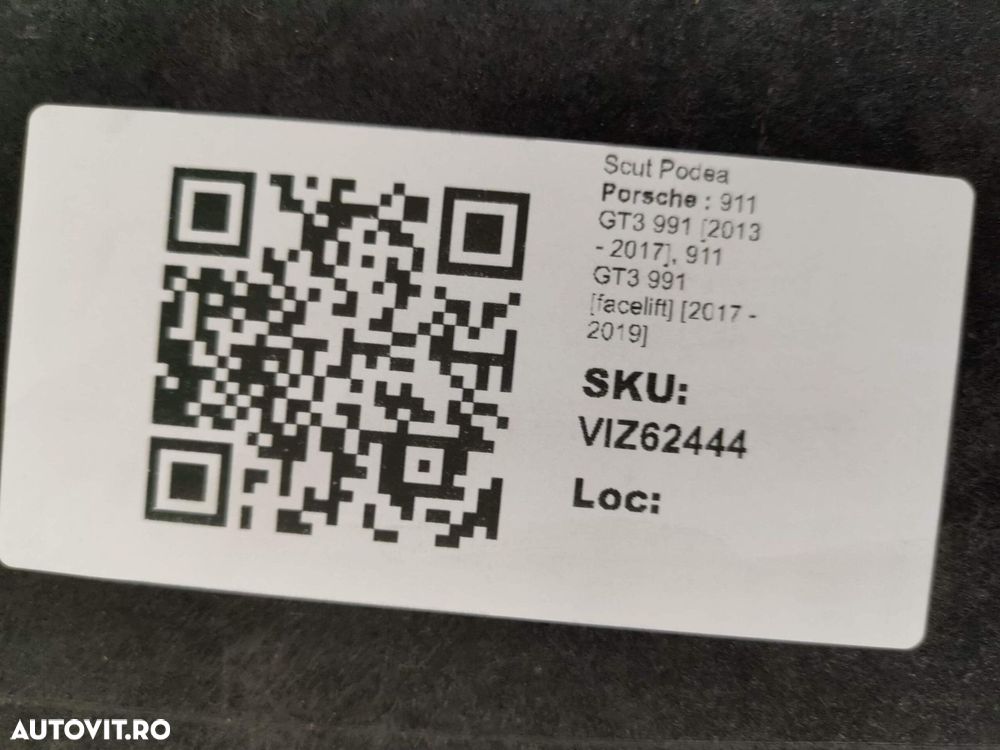 Scut Podea
Porsche : 911
GT3 991 [2013
- 2017], 911
GT3 991
[facelift] [2017 -
2019]
SKU:
VIZ62444
Loc:
AUTOVIT.RO